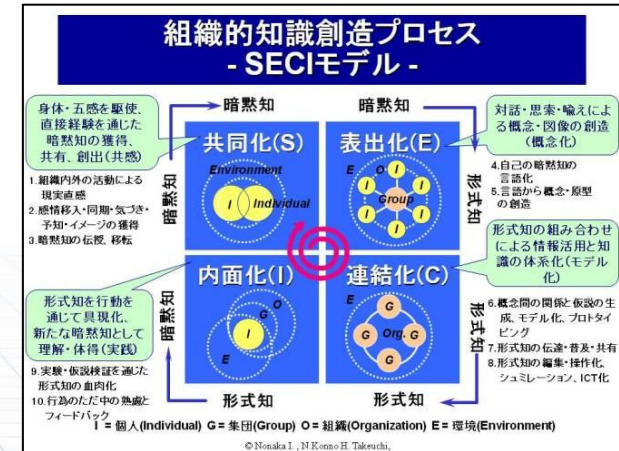 組織的知識創造プロセス
- SECIモデル -
身体・五感を駆使、
直接経験を通じた
暗黙知の獲得、
共有、創出(共感)
1.組織内外の活動による
現実直感
2.感情移入・同期・気づき・
予知・イメージの獲得
3.暗黙知の伝授、移転
暗黙知
暗黙知
共同化(S)
Environment
I
Individual
暗黙知
形式知
表出化(E)
E
O
I
I
I
I
I
I
Group
対話・思索・喩えによ
る概念・図像の創造
(概念化)
4.自己の暗黙知の
言語化
5.言語から概念・原型
の創造
形式知を行動を
通じて具現化、
新たな暗黙知として
理解・体得(実践)
9.実験・仮説検証を通じた
形式知の血肉化
10.行為のただ中の熟慮と
フィードバック
暗黙知
形式知
内面化(I)
O
G
I
E
連結化(C)
E
G
G
Org.
G
G
形式知
形式知
形式知の組み合わせ
による情報活用と知
識の体系化(モデル
化)
6.概念間の関係と仮説の生
成、モデル化、プロトタイ
ピング
7.形式知の伝達・普及・共有
8.形式知の編集・操作化、
シュミレーション、ICT化
I = 個人(Individual) G = 集団(Group) O = 組織(Organization) E = 環境(Environment)
© Nonaka I. , N.Konno H. Takeuchi,